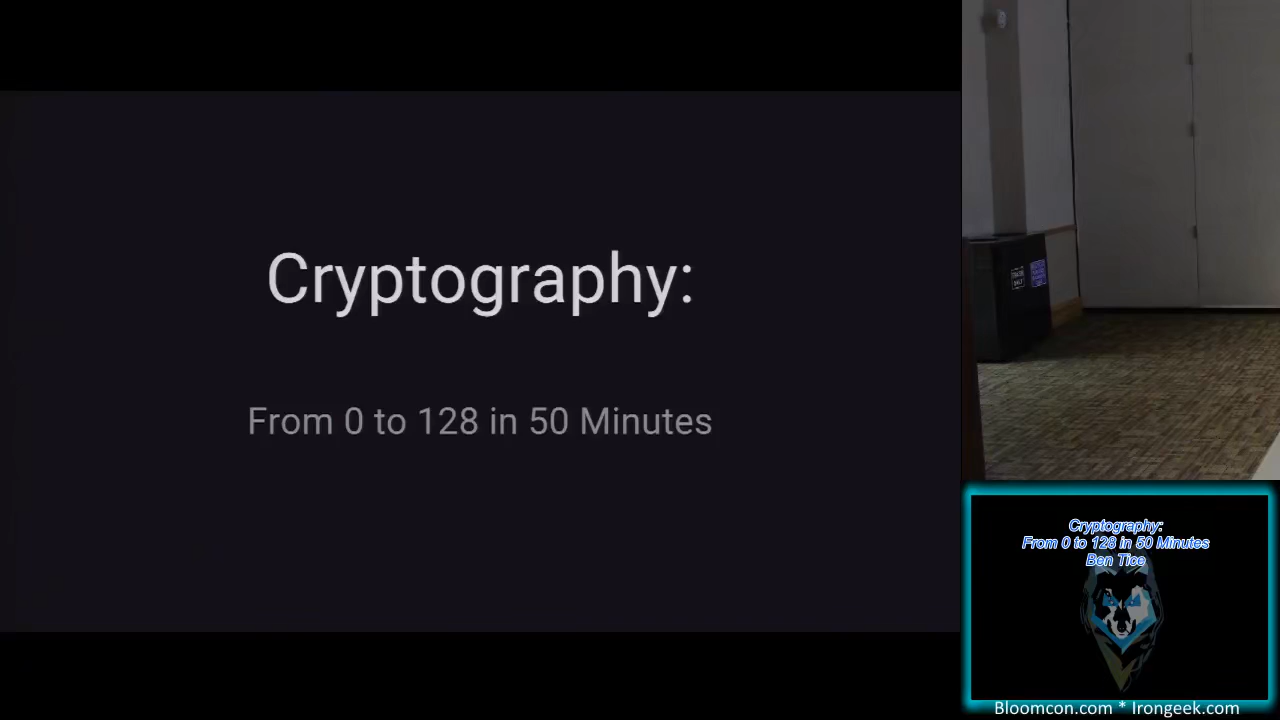 Cryptography:
From 0 to 128 in 50 Minutes
Cryptography:
From 0 to 128 in 50 Minutes
Ben Tice
Bloomcon.com * Irongeek.com